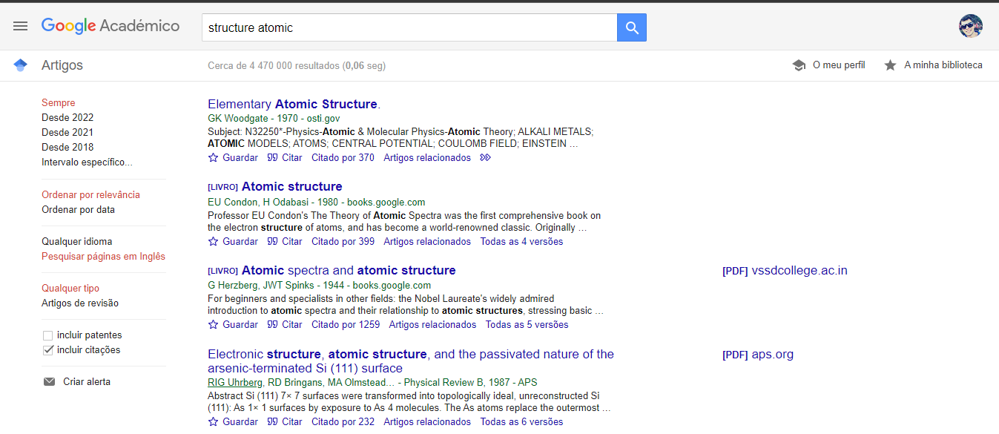 Google Académico
structure atomic
Artigos
Cerca de 4 470 000 resultados (0,06 seg)
O meu perfil
A minha biblioteca
Sempre
Desde 2022
Desde 2021
Desde 2018
Intervalo específico...
Ordenar por relevância
Ordenar por data
Qualquer idioma
Pesquisar páginas em Inglês
Qualquer tipo
Artigos de revisão
incluir patentes
incluir citações
Criar alerta
Elementary Atomic Structure.
GK Woodgate - 1970 - osti.gov
Subject: N32250*-Physics-Atomic & Molecular Physics-Atomic Theory; ALKALI METALS;
ATOMIC MODELS; ATOMS; CENTRAL POTENTIAL; COULOMB FIELD; EINSTEIN …
Guardar Citar Citado por 370 Artigos relacionados
[LIVRO] Atomic structure
EU Condon, H Odabasi - 1980 - books.google.com
Professor EU Condon's The Theory of Atomic Spectra was the first comprehensive book on
the electron structure of atoms, and has become a world-renowned classic. Originally …
Guardar Citar Citado por 399 Artigos relacionados Todas as 4 versões
[LIVRO] Atomic spectra and atomic structure
G Herzberg, JWT Spinks - 1944 - books.google.com
For beginners and specialists in other fields: the Nobel Laureate's widely admired
introduction to atomic spectra and their relationship to atomic structures, stressing basic …
Guardar Citar Citado por 1259 Artigos relacionados Todas as 5 versões
[PDF] vssdcollege.ac.in
Electronic structure, atomic structure, and the passivated nature of the
arsenic-terminated Si (111) surface
RIG Uhrberg, RD Bringans, MA Olmstead… - Physical Review B, 1987 - APS
Abstract Si (111) 7× 7 surfaces were transformed into topologically ideal, unreconstructed Si
(111): As 1× 1 surfaces by exposure to As 4 molecules. The As atoms replace the outermost …
Guardar Citar Citado por 232 Artigos relacionados Todas as 6 versões
[PDF] aps.org